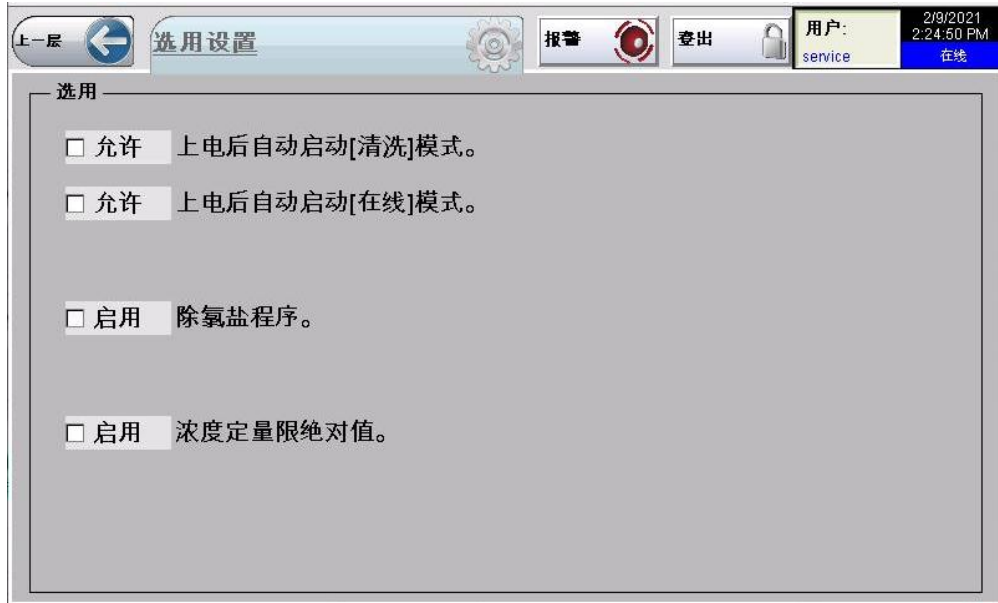 上一层
选用设置
报警
登出
用户:
service
2/9/2021
2:24:50 PM
在线
选用
允许 上电后自动启动[清洗]模式。
允许 上电后自动启动[在线]模式。
启用 除氯盐程序。
启用 浓度定量限绝对值。